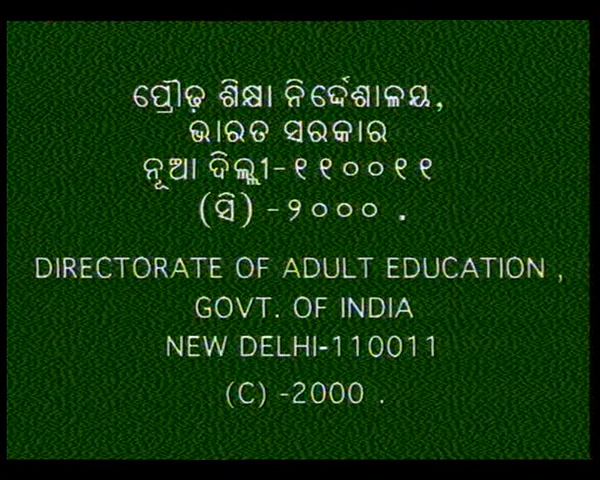 ପ୍ରୌଢ଼ ଶିକ୍ଷା ନିର୍ଦ୍ଦେଶାଳୟ,
ଭାରତ ସରକାର
ନୂଆ ଦିଲ୍ଲୀ-୧୧୦୦୧୧
(ସି) -୨୦୦୦ .
DIRECTORATE OF ADULT EDUCATION ,
GOVT. OF INDIA
NEW DELHI-110011
(C) -2000 .